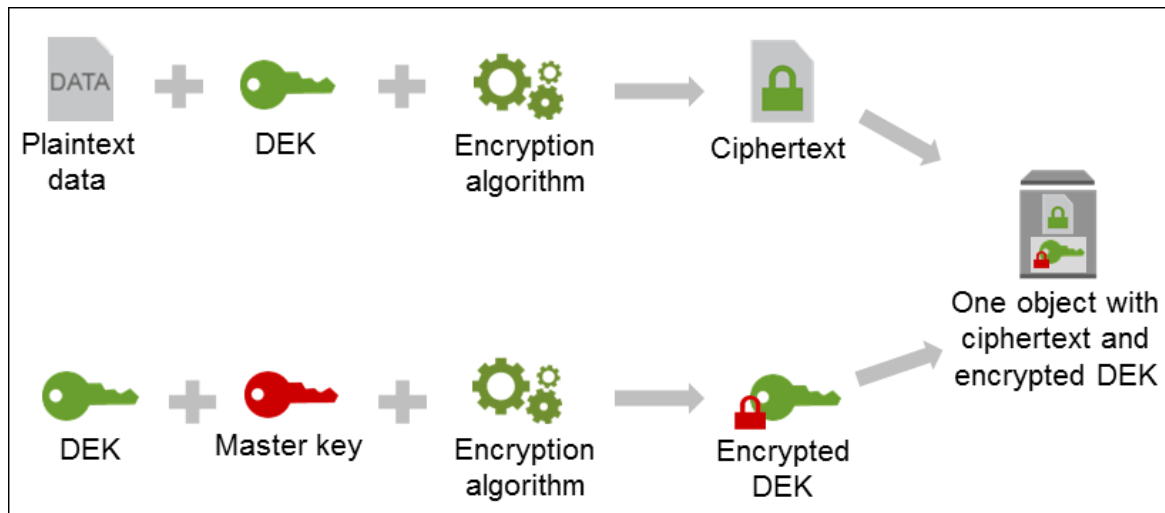 DATA
Plaintext
data
DEK
Encryption
algorithm
Ciphertext
One object with
ciphertext and
encrypted DEK
DEK
Master key
Encryption
algorithm
Encrypted
DEK